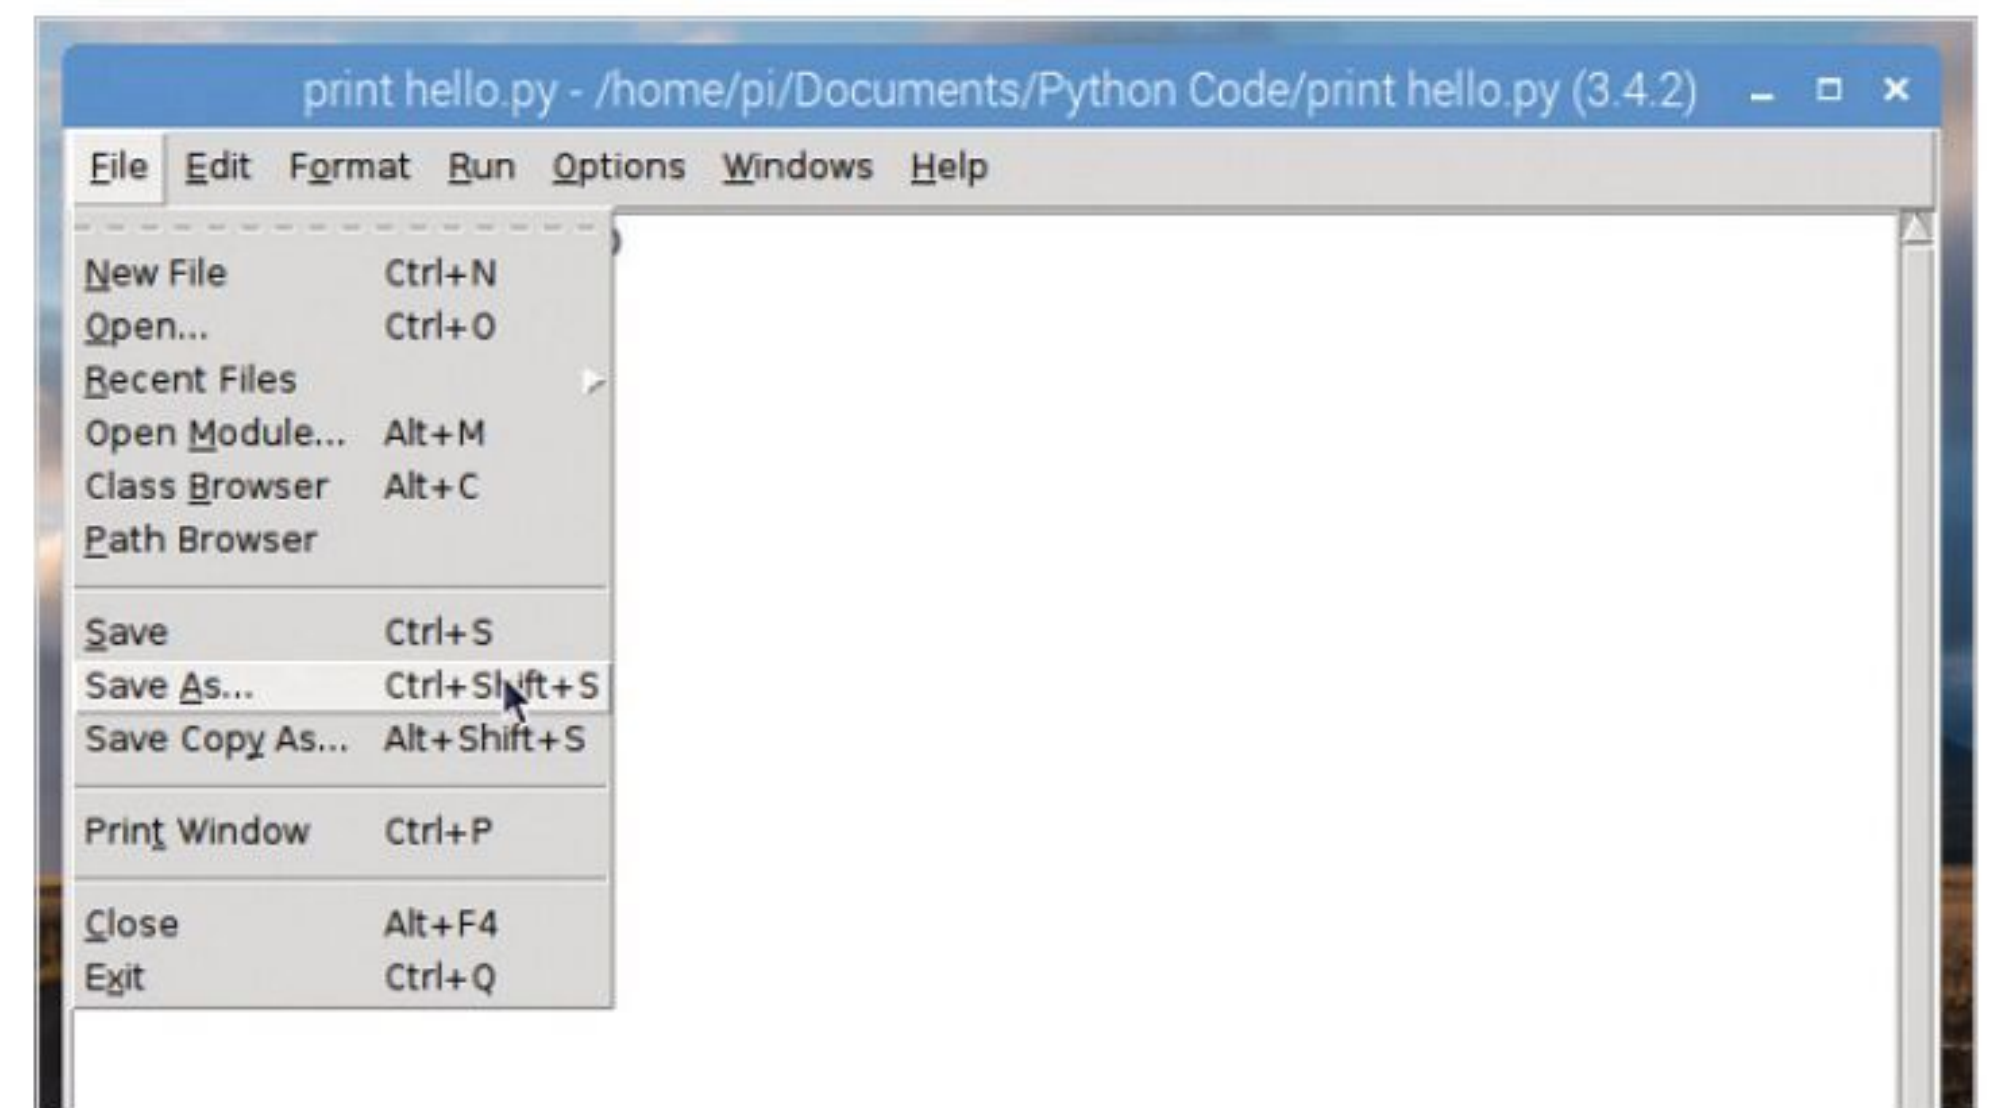 print hello.py - /home/pi/Documents/Python Code/print hello.py (3.4.2)
File Edit Format Run Options Windows Help
)
New File Ctrl+N
Open... Ctrl+O
Recent Files
Open Module... Alt+M
Class Browser Alt+C
Path Browser
Save Ctrl+S
Save As... Ctrl+Shift+S
Save Copy As... Alt+Shift+S
Print Window Ctrl+P
Close Alt+F4
Exit Ctrl+Q